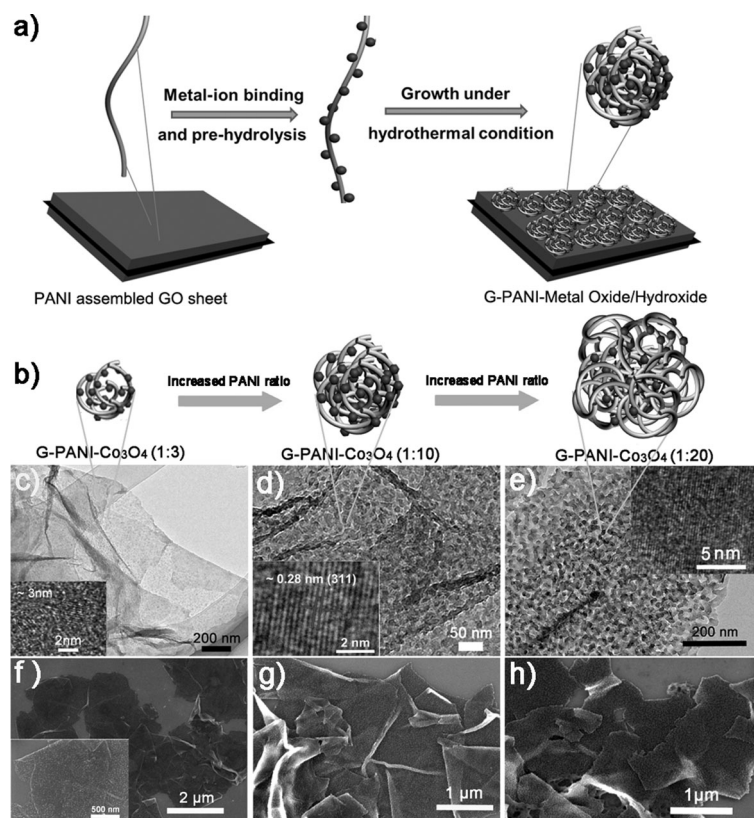 a)
Metal-ion binding
and pre-hydrolysis
Growth under
hydrothermal condition
PANI assembled GO sheet
G-PANI-Metal Oxide/Hydroxide
b)
Increased PANI ratio
Increased PANI ratio
G-PANI-Co₃O₄ (1:3)
G-PANI-Co₃O₄ (1:10)
G-PANI-Co₃O₄ (1:20)
c)
~ 3nm
2nm
200 nm
d)
~ 0.28 nm (311)
2 nm
50 nm
e)
5 nm
200 nm
f)
500 nm
2 µm
g)
1 µm
h)
1µm